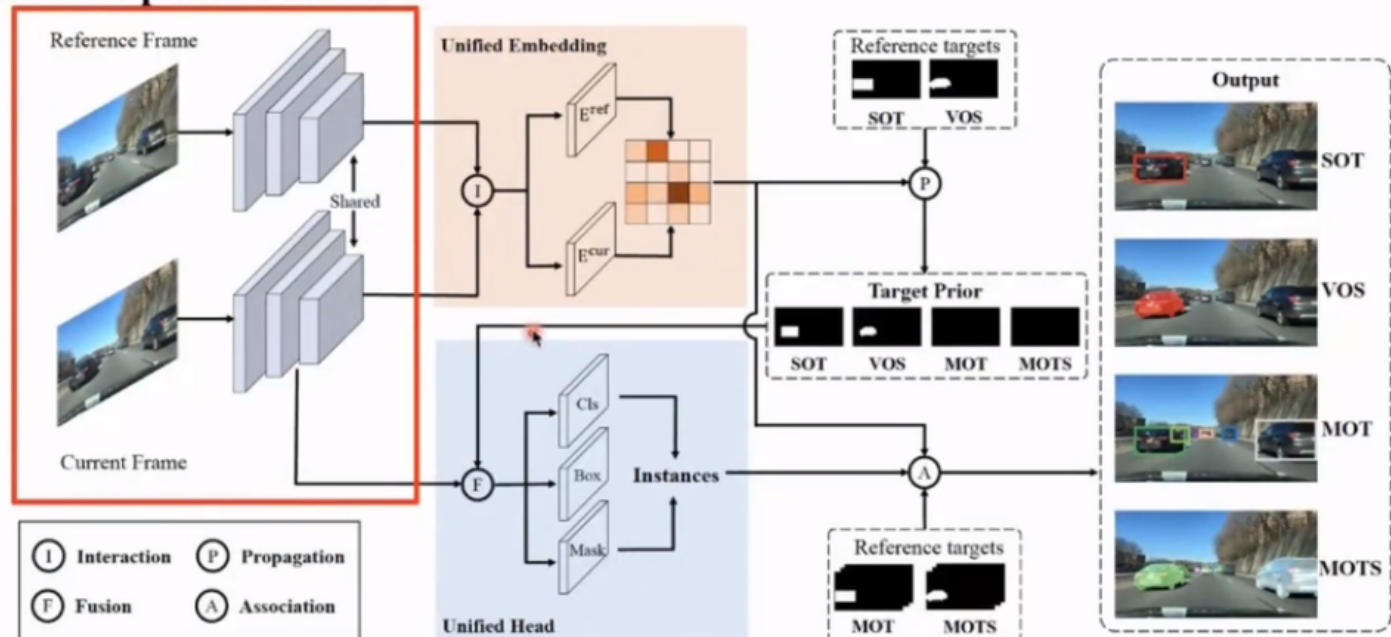 Reference Frame
Shared
Current Frame
I Interaction
P Propagation
F Fusion
A Association
Unified Embedding
I
E^ref
E^cur
F
Cls
Box
Mask
Instances
Unified Head
Reference targets
SOT VOS
P
Target Prior
SOT VOS MOT MOTS
A
Reference targets
MOT MOTS
Output
SOT
VOS
MOT
MOTS